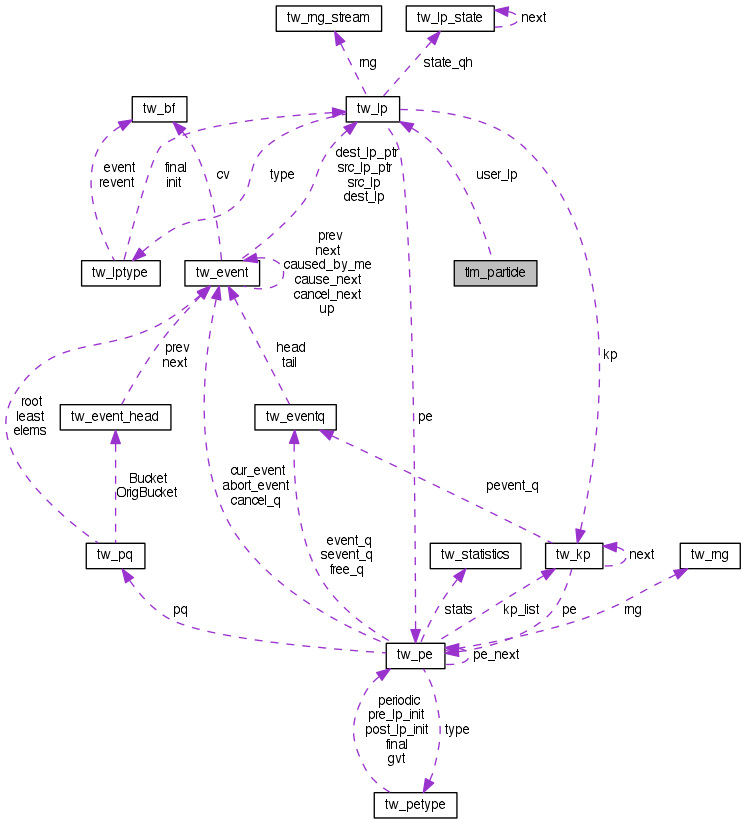 tw_rng_stream
tw_lp_state
next
rng
state_qh
tw_bf
tw_lp
event
revent
final
init
cv
type
dest_lp_ptr
src_lp_ptr
src_lp
dest_lp
user_lp
tw_lptype
tw_event
prev
next
caused_by_me
cause_next
cancel_next
up
tlm_particle
kp
prev
next
head
tail
root
least
elems
tw_event_head
tw_eventq
pe
Bucket
OrigBucket
cur_event
abort_event
cancel_q
pevent_q
event_q
sevent_q
free_q
tw_pq
tw_statistics
tw_kp
next
tw_rng
pq
stats
kp_list
pe
rng
tw_pe
pe_next
periodic
pre_lp_init
post_lp_init
final
gvt
type
tw_petype